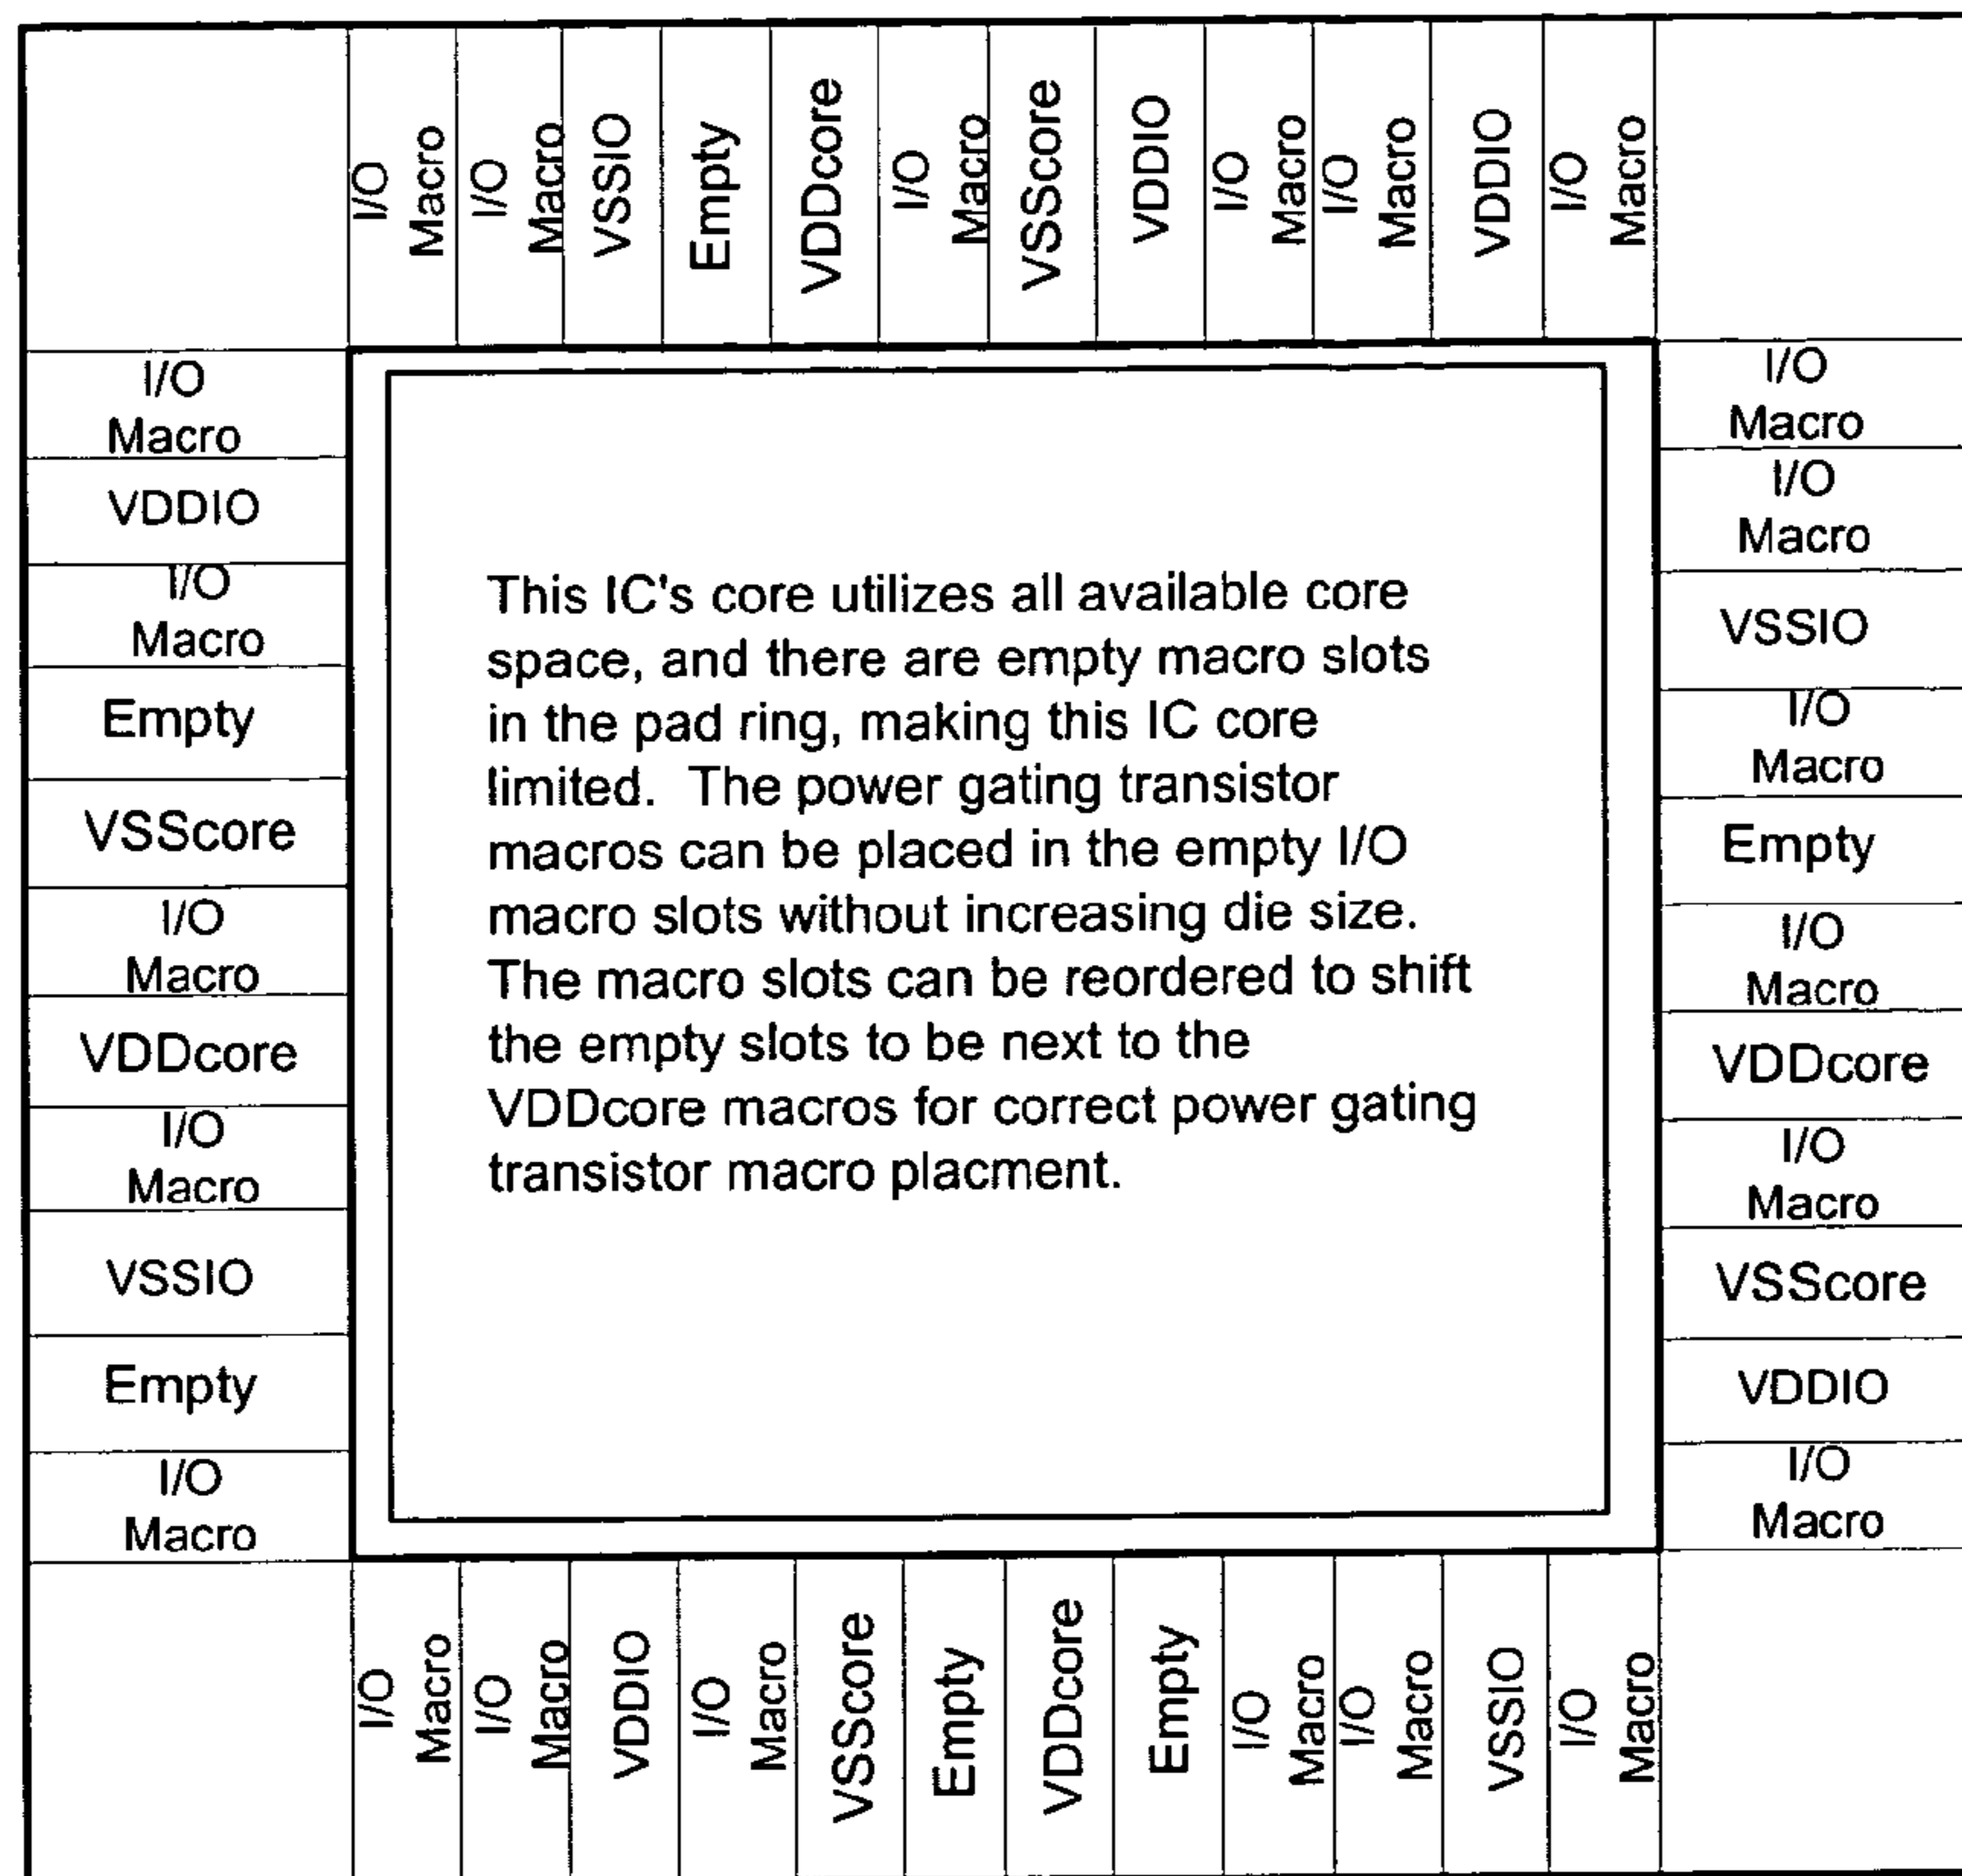 I/O
Macro
I/O
Macro
VSSIO
Empty
VDDcore
I/O
Macro
VSScore
VDDIO
I/O
Macro
I/O
Macro
VDDIO
I/O
Macro
I/O
Macro
VDDIO
I/O
Macro
Empty
VSScore
I/O
Macro
VDDcore
I/O
Macro
VSSIO
Empty
I/O
Macro
This IC's core utilizes all available core
space, and there are empty macro slots
in the pad ring, making this IC core
limited.  The power gating transistor
macros can be placed in the empty I/O
macro slots without increasing die size.
The macro slots can be reordered to shift
the empty slots to be next to the
VDDcore macros for correct power gating
transistor macro placment.
I/O
Macro
I/O
Macro
VSSIO
I/O
Macro
Empty
I/O
Macro
VDDcore
I/O
Macro
VSScore
VDDIO
I/O
Macro
I/O
Macro
I/O
Macro
VDDIO
I/O
Macro
VSScore
Empty
VDDcore
Empty
I/O
Macro
I/O
Macro
VSSIO
I/O
Macro